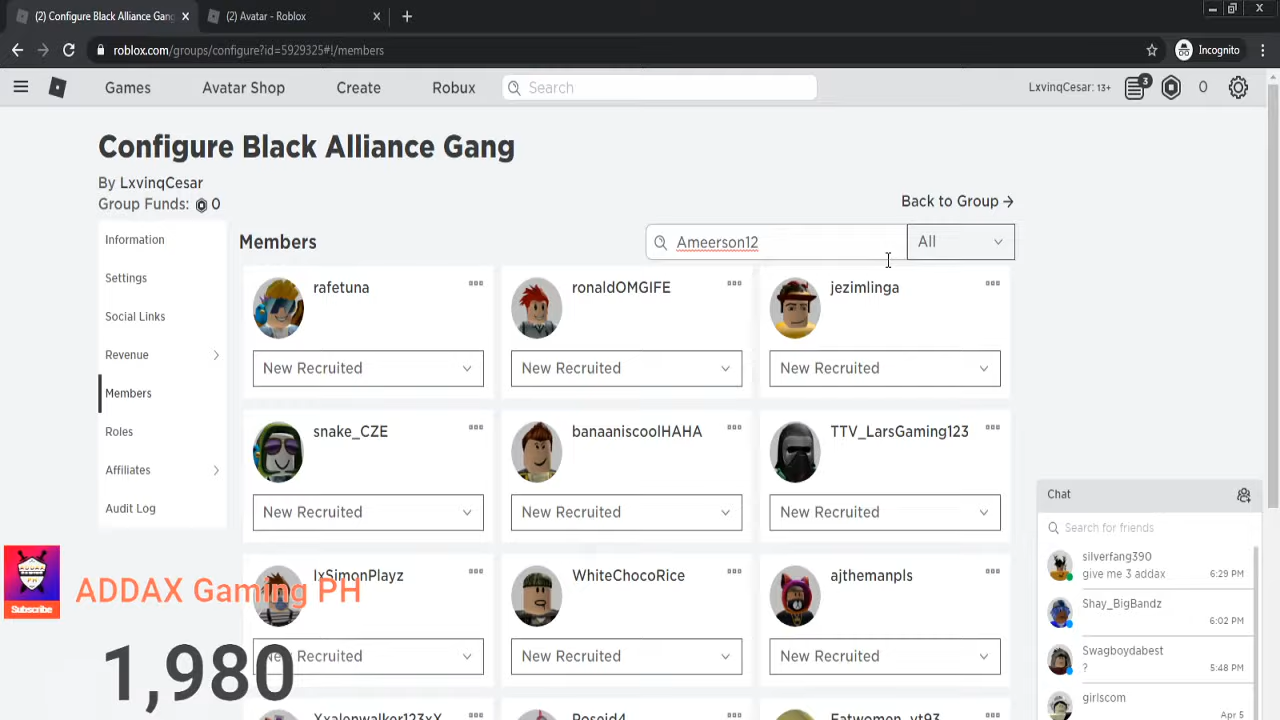 (2) Configure Black Alliance Gang
(2) Avatar - Roblox
roblox.com/groups/configure?id=5929325#!/members
Incognito
Games
Avatar Shop
Create
Robux
Search
LxvinqCesar: 13+
3
0
Configure Black Alliance Gang
By LxvinqCesar
Group Funds: 0
Back to Group
Information
Settings
Social Links
Revenue
Members
Roles
Affiliates
Audit Log
Members
Ameerson12
All
rafetuna
New Recruited
ronaldOMGIFE
New Recruited
jezimlinga
New Recruited
snake_CZE
New Recruited
banaaniscoolHAHA
New Recruited
TTV_LarsGaming123
New Recruited
IxSimonPlayz
Recruited
WhiteChocoRice
New Recruited
ajthemanpls
New Recruited
Xxalenwalker123xX
Poseid4
Fatwomen_yt93
Chat
Search for friends
silverfang390
give me 3 addax
6:29 PM
Shay_BigBandz
6:02 PM
Swagboydabest
?
5:48 PM
girlscom
Apr 5
Subscribe
ADDAX Gaming PH
1,980